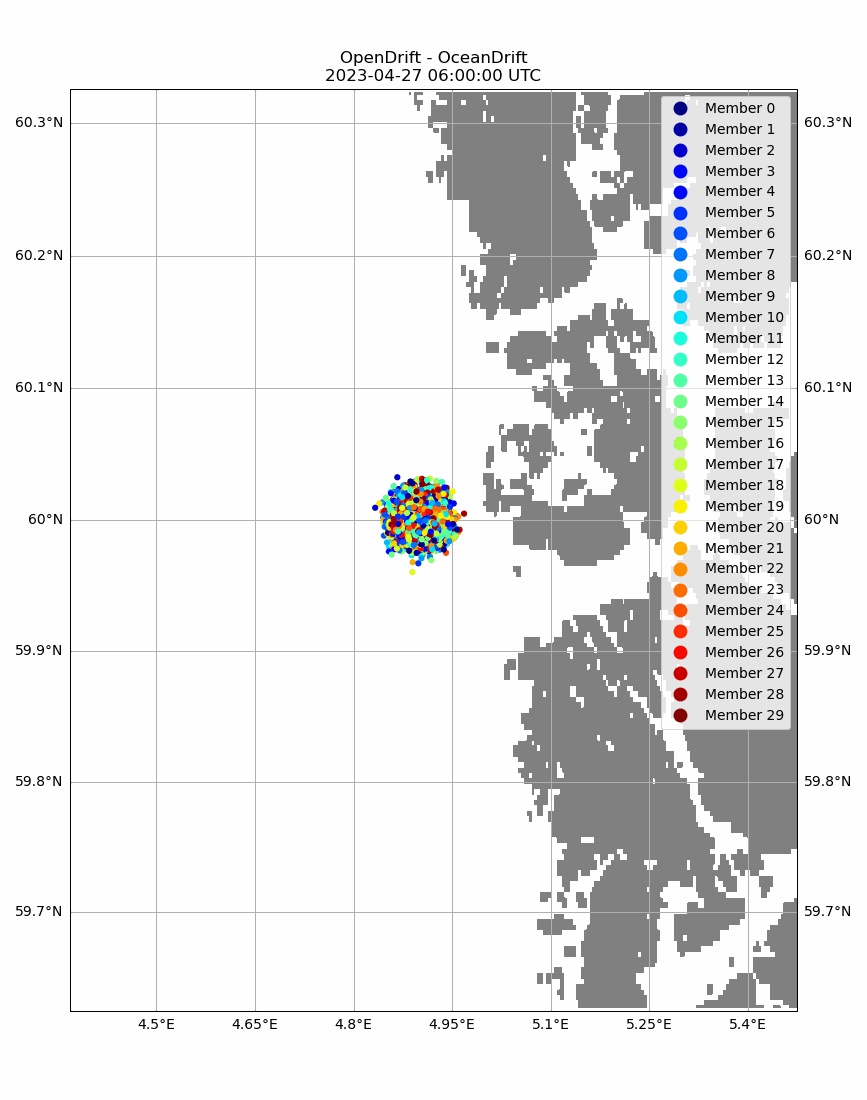 OpenDrift - OceanDrift
2023-04-27 06:00:00 UTC
60.3°N
60.2°N
60.1°N
60°N
59.9°N
59.8°N
59.7°N
Member 0
Member 1
Member 2
Member 3
Member 4
Member 5
Member 6
Member 7
Member 8
Member 9
Member 10
Member 11
Member 12
Member 13
Member 14
Member 15
Member 16
Member 17
Member 18
Member 19
Member 20
Member 21
Member 22
Member 23
Member 24
Member 25
Member 26
Member 27
Member 28
Member 29
60.3°N
60.2°N
60.1°N
60°N
59.9°N
59.8°N
59.7°N
4.5°E 4.65°E 4.8°E 4.95°E 5.1°E 5.25°E 5.4°E